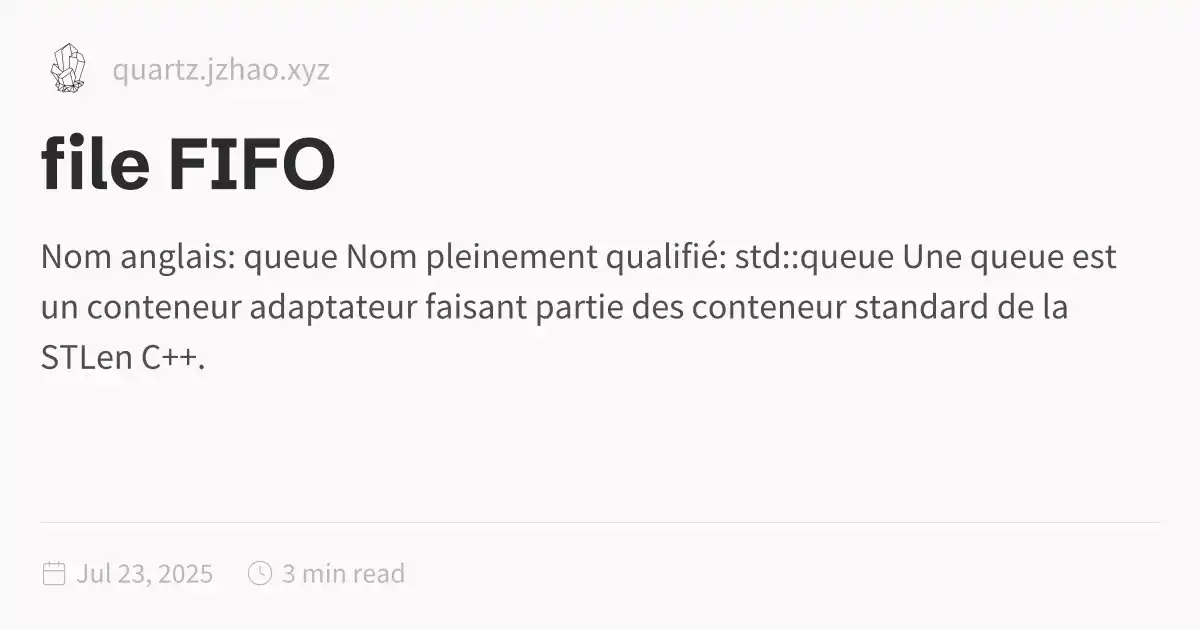 quartz.jzhao.xyz
file FIFO
Nom anglais: queue Nom pleinement qualifié: std::queue Une queue est
un conteneur adaptateur faisant partie des conteneur standard de la
STLen C++.
Jul 23, 2025 3 min read